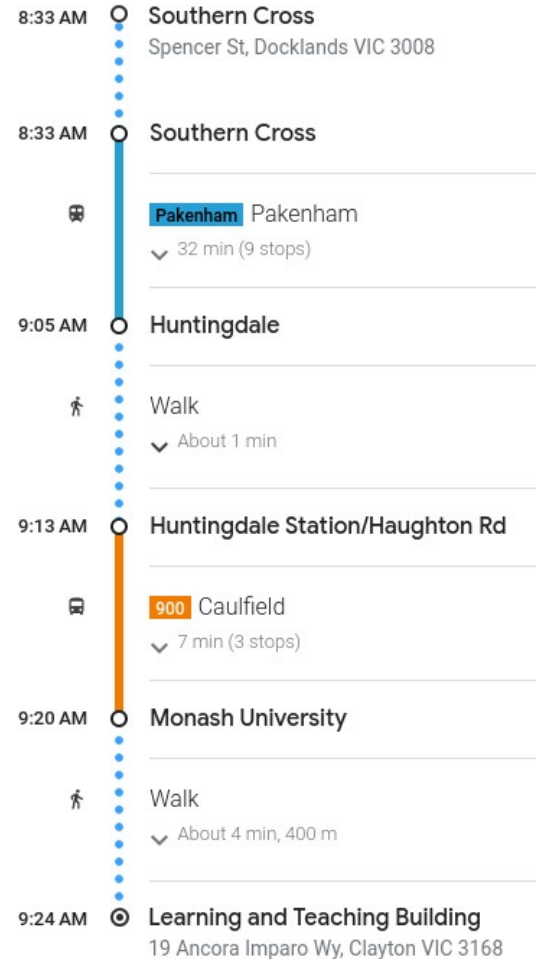 8:33 AM Southern Cross
Spencer St, Docklands VIC 3008
8:33 AM Southern Cross
Pakenham Pakenham
32 min (9 stops)
9:05 AM Huntingdale
Walk
About 1 min
9:13 AM Huntingdale Station/Haughton Rd
900 Caulfield
7 min (3 stops)
9:20 AM Monash University
Walk
About 4 min, 400 m
9:24 AM Learning and Teaching Building
19 Ancora Imparo Wy, Clayton VIC 3168